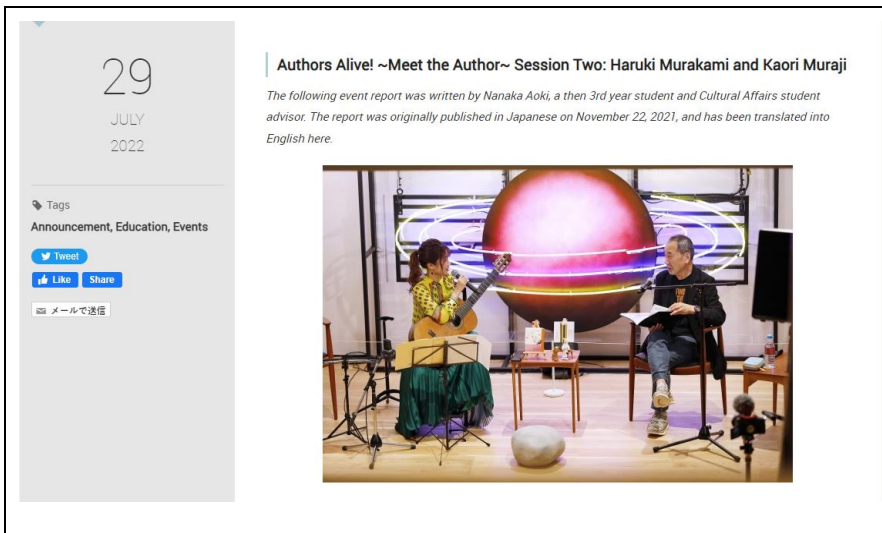 29
JULY
2022
Tags
Announcement, Education, Events
Tweet
Like Share
メールで送信
Authors Alive! ~Meet the Author~ Session Two: Haruki Murakami and Kaori Muraji
The following event report was written by Nanaka Aoki, a then 3rd year student and Cultural Affairs student
advisor. The report was originally published in Japanese on November 22, 2021, and has been translated into
English here.